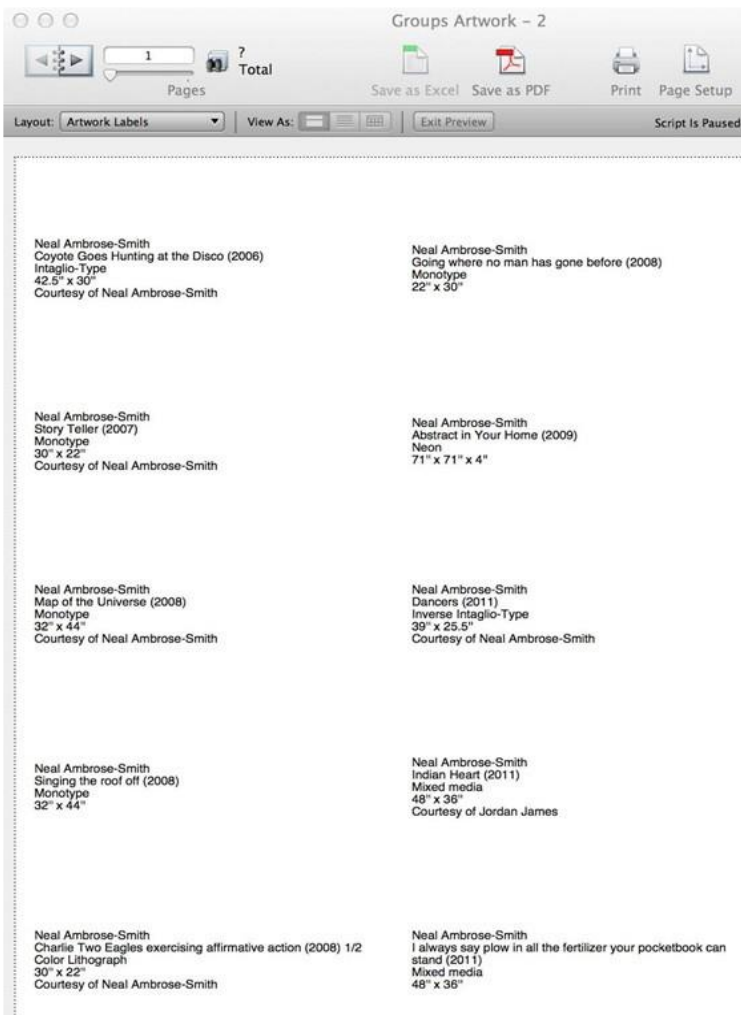 Groups Artwork – 2
1
?
Total
Pages
Save as Excel
Save as PDF
Print
Page Setup
Layout: Artwork Labels
View As:
Exit Preview
Script Is Paused
Neal Ambrose-Smith
Coyote Goes Hunting at the Disco (2006)
Intaglio-Type
42.5" x 30"
Courtesy of Neal Ambrose-Smith
Neal Ambrose-Smith
Going where no man has gone before (2008)
Monotype
22" x 30"
Neal Ambrose-Smith
Story Teller (2007)
Monotype
30" x 22"
Courtesy of Neal Ambrose-Smith
Neal Ambrose-Smith
Abstract in Your Home (2009)
Neon
71" x 71" x 4"
Neal Ambrose-Smith
Map of the Universe (2008)
Monotype
32" x 44"
Courtesy of Neal Ambrose-Smith
Neal Ambrose-Smith
Dancers (2011)
Inverse Intaglio-Type
39" x 25.5"
Courtesy of Neal Ambrose-Smith
Neal Ambrose-Smith
Singing the roof off (2008)
Monotype
32" x 44"
Neal Ambrose-Smith
Indian Heart (2011)
Mixed media
48" x 36"
Courtesy of Jordan James
Neal Ambrose-Smith
Charlie Two Eagles exercising affirmative action (2008) 1/2
Color Lithograph
30" x 22"
Courtesy of Neal Ambrose-Smith
Neal Ambrose-Smith
I always say plow in all the fertilizer your pocketbook can
stand (2011)
Mixed media
48" x 36"